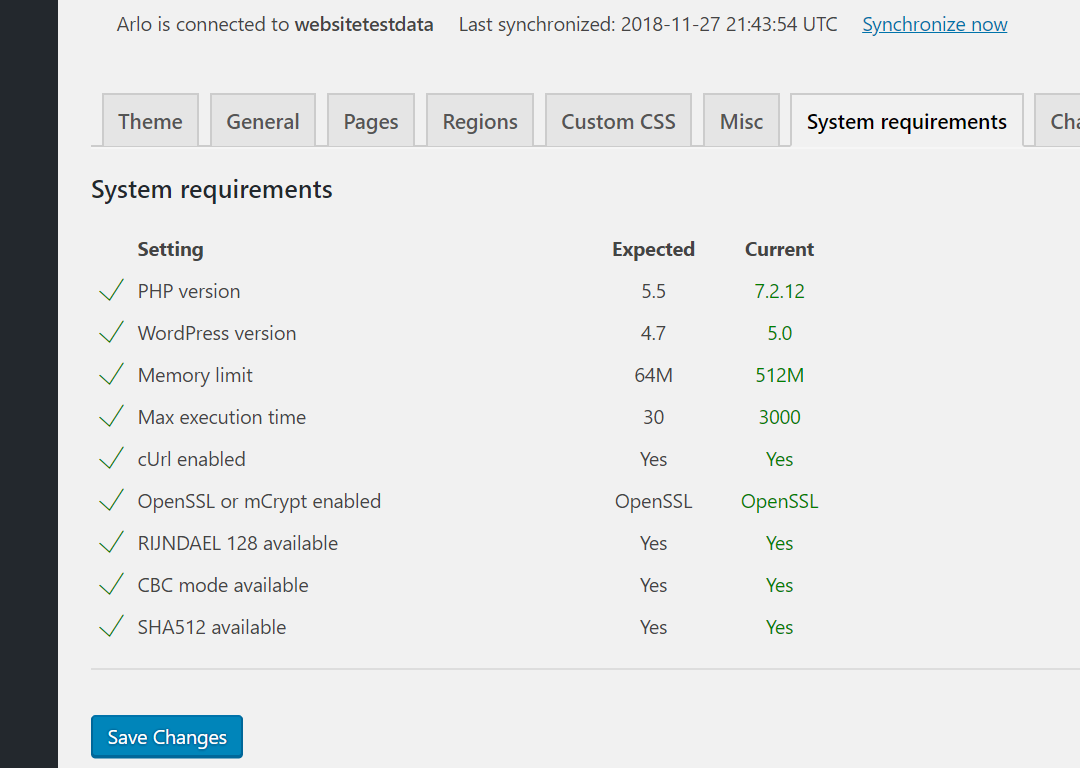 Arlo is connected to websitetestdata Last synchronized: 2018-11-27 21:43:54 UTC Synchronize now
Theme General Pages Regions Custom CSS Misc System requirements
System requirements
Setting Expected Current
PHP version 5.5 7.2.12
WordPress version 4.7 5.0
Memory limit 64M 512M
Max execution time 30 3000
cUrl enabled Yes Yes
OpenSSL or mCrypt enabled OpenSSL OpenSSL
RIJNDAEL 128 available Yes Yes
CBC mode available Yes Yes
SHA512 available Yes Yes
Save Changes